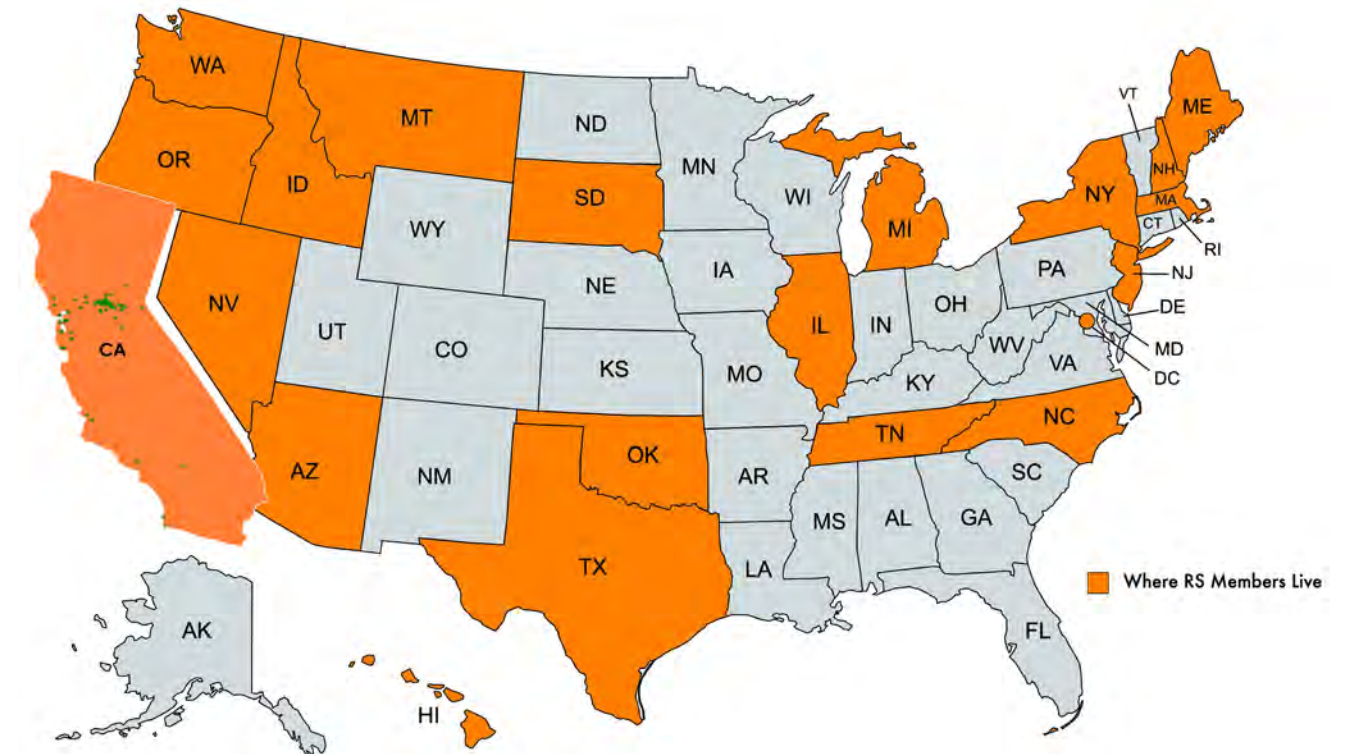 WA
MT
ND
MN
VT
ME
OR
ID
SD
WI
MI
NY
NH
MA
CT
RI
WY
IA
PA
NJ
NV
NE
OH
DE
UT
CO
IL
IN
WV
MD
CA
KS
MO
KY
VA
DC
AZ
NM
OK
TN
NC
AR
SC
MS
AL
GA
TX
LA
Where RS Members Live
AK
FL
HI